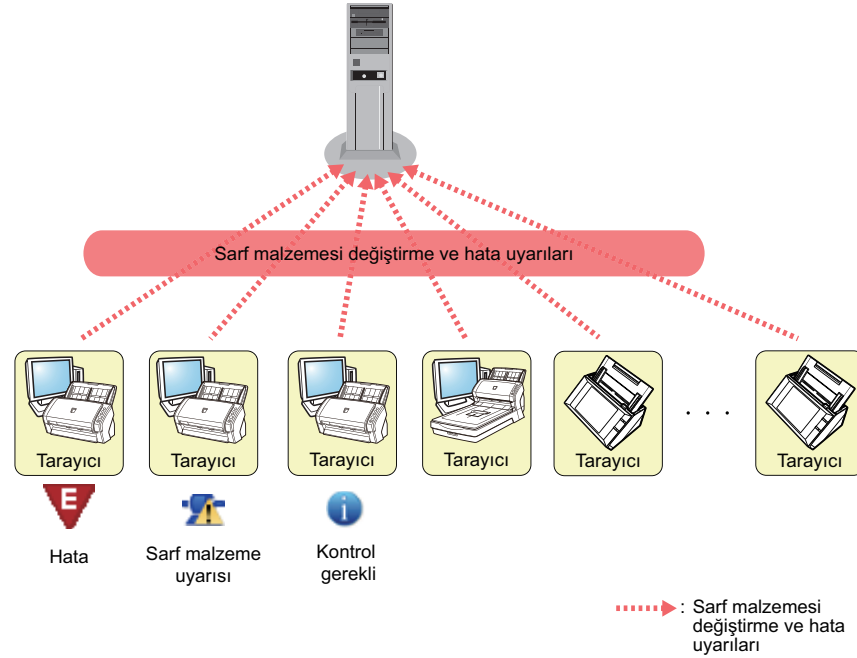 Sarf malzemesi değiştirme ve hata uyarıları
Tarayıcı
Tarayıcı
Tarayıcı
Tarayıcı
Tarayıcı
. . .
Tarayıcı
E
Hata
Sarf malzeme
uyarısı
i
Kontrol
gerekli
: Sarf malzemesi
değiştirme ve hata
uyarıları